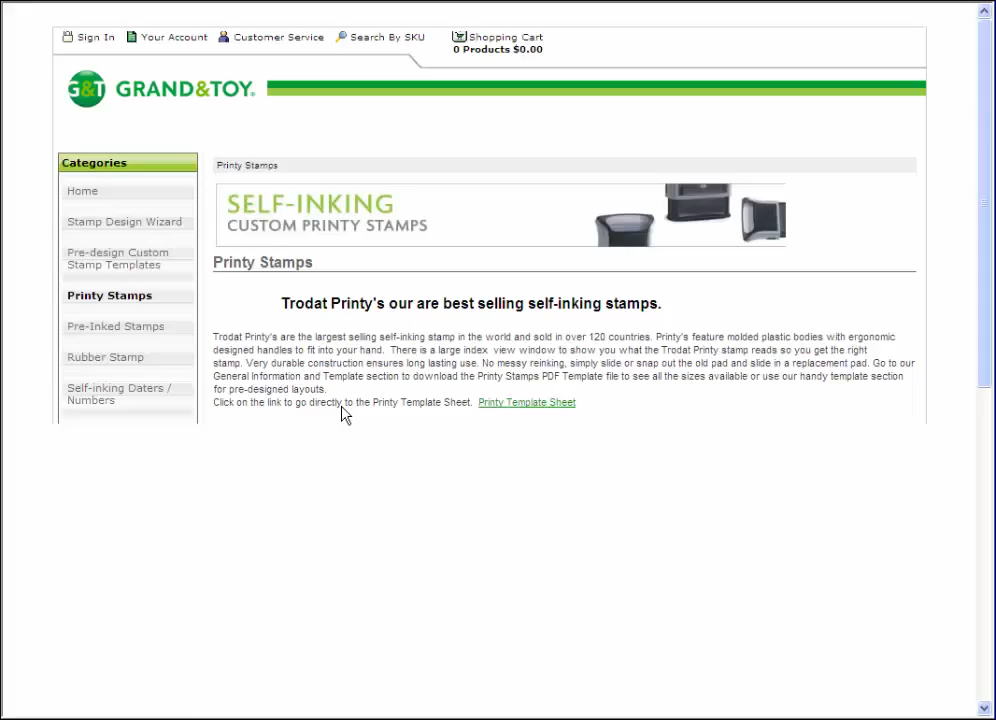 Sign In Your Account Customer Service Search By SKU Shopping Cart
0 Products $0.00
G&T GRAND&TOY®
Categories
Home
Stamp Design Wizard
Pre-design Custom
Stamp Templates
Printy Stamps
Pre-Inked Stamps
Rubber Stamp
Self-inking Daters /
Numbers
Printy Stamps
SELF-INKING
CUSTOM PRINTY STAMPS
Printy Stamps
Trodat Printy's our are best selling self-inking stamps.
Trodat Printy's are the largest selling self-inking stamp in the world and sold in over 120 countries. Printy's feature molded plastic bodies with ergonomic
designed handles to fit into your hand. There is a large index view window to show you what the Trodat Printy stamp reads so you get the right
stamp. Very durable construction ensures long lasting use. No messy reinking, simply slide or snap out the old pad and slide in a replacement pad. Go to our
General Information and Template section to download the Printy Stamps PDF Template file to see all the sizes available or use our handy template section
for pre-designed layouts.
Click on the link to go directly to the Printy Template Sheet. Printy Template Sheet